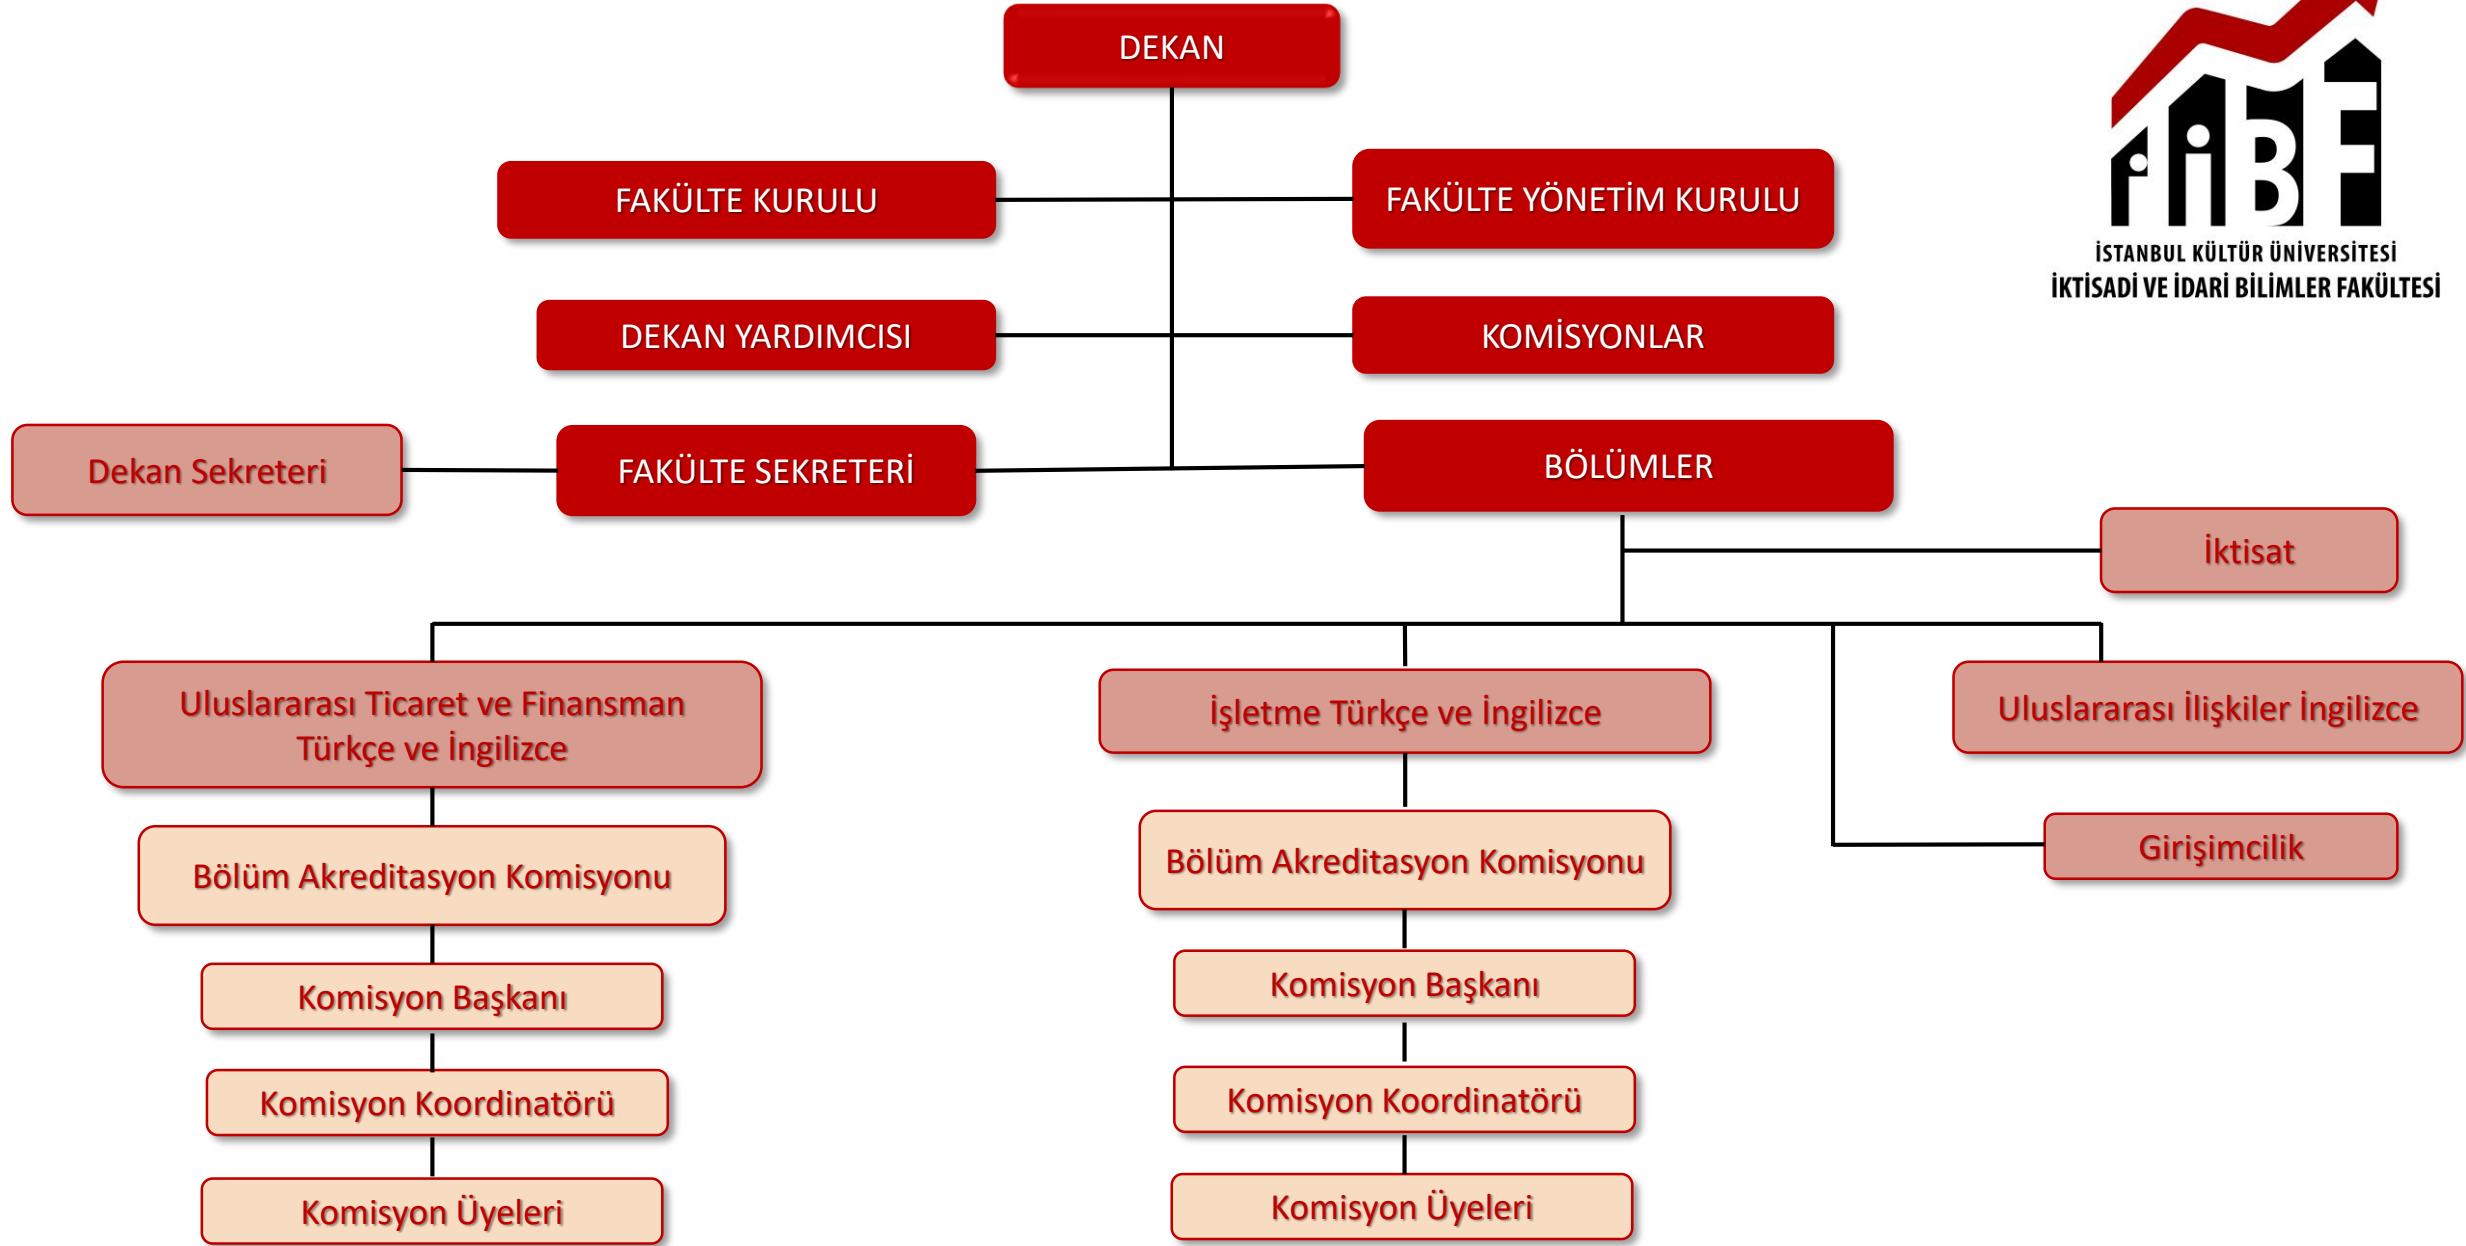 DEKAN
FAKÜLTE KURULU
FAKÜLTE YÖNETİM KURULU
İİBF
İSTANBUL KÜLTÜR ÜNİVERSİTESİ
İKTİSADİ VE İDARİ BİLİMLER FAKÜLTESİ
DEKAN YARDIMCISI
KOMİSYONLAR
Dekan Sekreteri
FAKÜLTE SEKRETERİ
BÖLÜMLER
İktisat
Uluslararası Ticaret ve Finansman
Türkçe ve İngilizce
İşletme Türkçe ve İngilizce
Uluslararası İlişkiler İngilizce
Bölüm Akreditasyon Komisyonu
Bölüm Akreditasyon Komisyonu
Girişimcilik
Komisyon Başkanı
Komisyon Başkanı
Komisyon Koordinatörü
Komisyon Koordinatörü
Komisyon Üyeleri
Komisyon Üyeleri